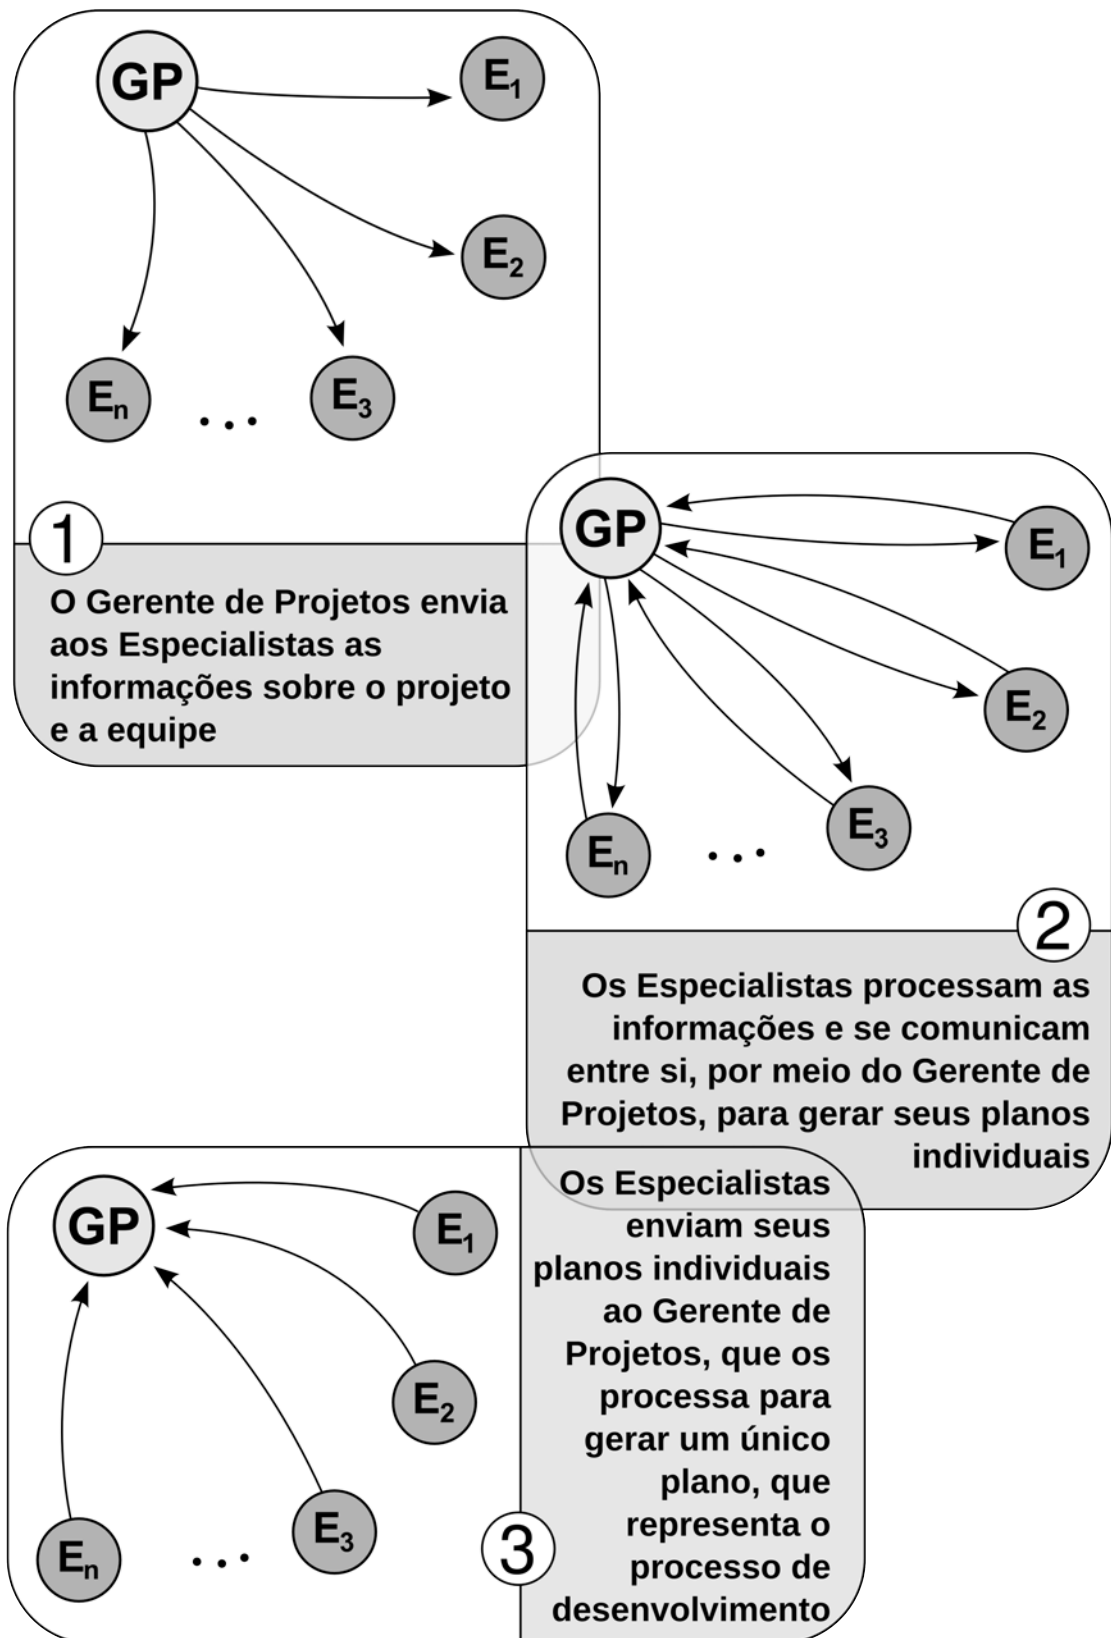 GP
E1
E2
E3
...
En
1
O Gerente de Projetos envia
aos Especialistas as
informações sobre o projeto
e a equipe
GP
E1
E2
E3
...
En
2
Os Especialistas processam as
informações e se comunicam
entre si, por meio do Gerente de
Projetos, para gerar seus planos
individuais
GP
E1
E2
E3
...
En
3
Os Especialistas
enviam seus
planos individuais
ao Gerente de
Projetos, que os
processa para
gerar um único
plano, que
representa o
processo de
desenvolvimento